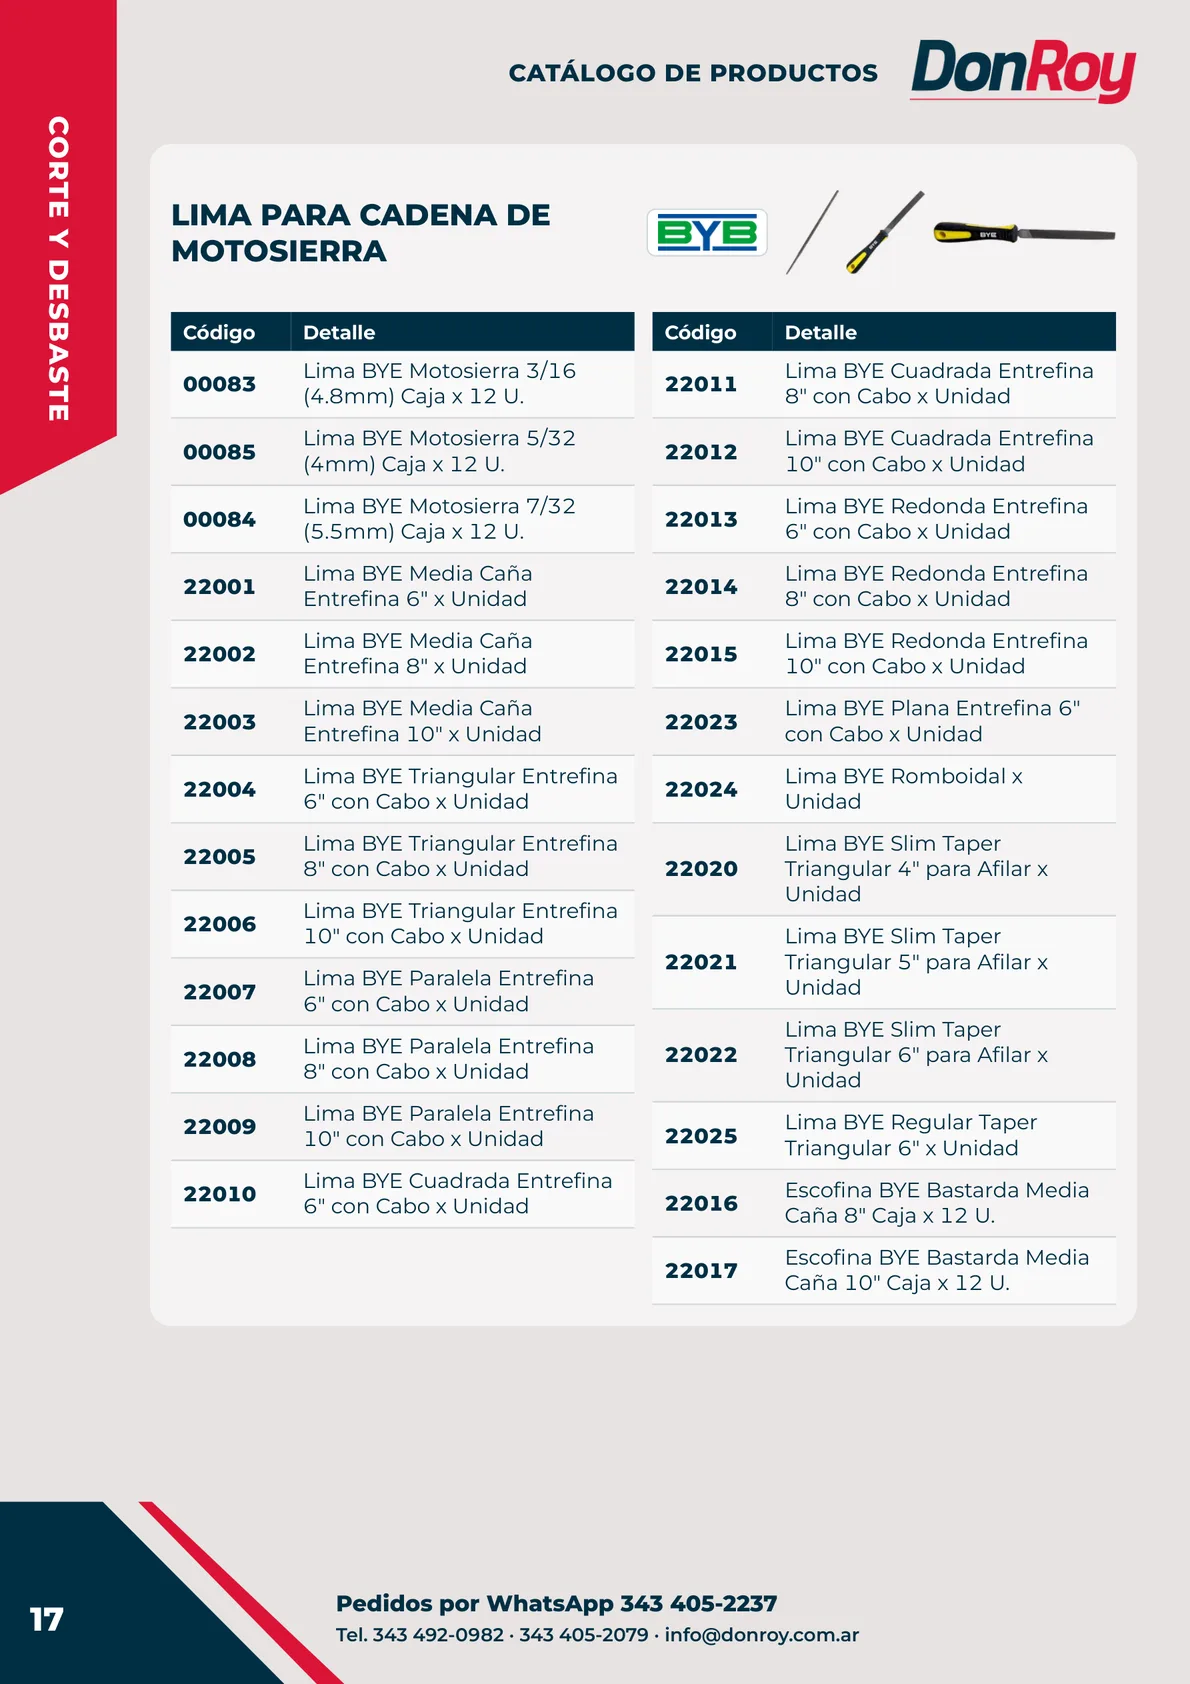 CATÁLOGO DE PRODUCTOS
DonRoy
CORTE Y DESBASTE
LIMA PARA CADENA DE
MOTOSIERRA
BYB
BYE
BYE
Código Detalle
00083 Lima BYE Motosierra 3/16
(4.8mm) Caja x 12 U.
00085 Lima BYE Motosierra 5/32
(4mm) Caja x 12 U.
00084 Lima BYE Motosierra 7/32
(5.5mm) Caja x 12 U.
22001 Lima BYE Media Caña
Entrefina 6" x Unidad
22002 Lima BYE Media Caña
Entrefina 8" x Unidad
22003 Lima BYE Media Caña
Entrefina 10" x Unidad
22004 Lima BYE Triangular Entrefina
6" con Cabo x Unidad
22005 Lima BYE Triangular Entrefina
8" con Cabo x Unidad
22006 Lima BYE Triangular Entrefina
10" con Cabo x Unidad
22007 Lima BYE Paralela Entrefina
6" con Cabo x Unidad
22008 Lima BYE Paralela Entrefina
8" con Cabo x Unidad
22009 Lima BYE Paralela Entrefina
10" con Cabo x Unidad
22010 Lima BYE Cuadrada Entrefina
6" con Cabo x Unidad
Código Detalle
22011 Lima BYE Cuadrada Entrefina
8" con Cabo x Unidad
22012 Lima BYE Cuadrada Entrefina
10" con Cabo x Unidad
22013 Lima BYE Redonda Entrefina
6" con Cabo x Unidad
22014 Lima BYE Redonda Entrefina
8" con Cabo x Unidad
22015 Lima BYE Redonda Entrefina
10" con Cabo x Unidad
22023 Lima BYE Plana Entrefina 6"
con Cabo x Unidad
22024 Lima BYE Romboidal x
Unidad
22020 Lima BYE Slim Taper
Triangular 4" para Afilar x
Unidad
22021 Lima BYE Slim Taper
Triangular 5" para Afilar x
Unidad
22022 Lima BYE Slim Taper
Triangular 6" para Afilar x
Unidad
22025 Lima BYE Regular Taper
Triangular 6" x Unidad
22016 Escofina BYE Bastarda Media
Caña 8" Caja x 12 U.
22017 Escofina BYE Bastarda Media
Caña 10" Caja x 12 U.
17
Pedidos por WhatsApp 343 405-2237
Tel. 343 492-0982 · 343 405-2079 · info@donroy.com.ar